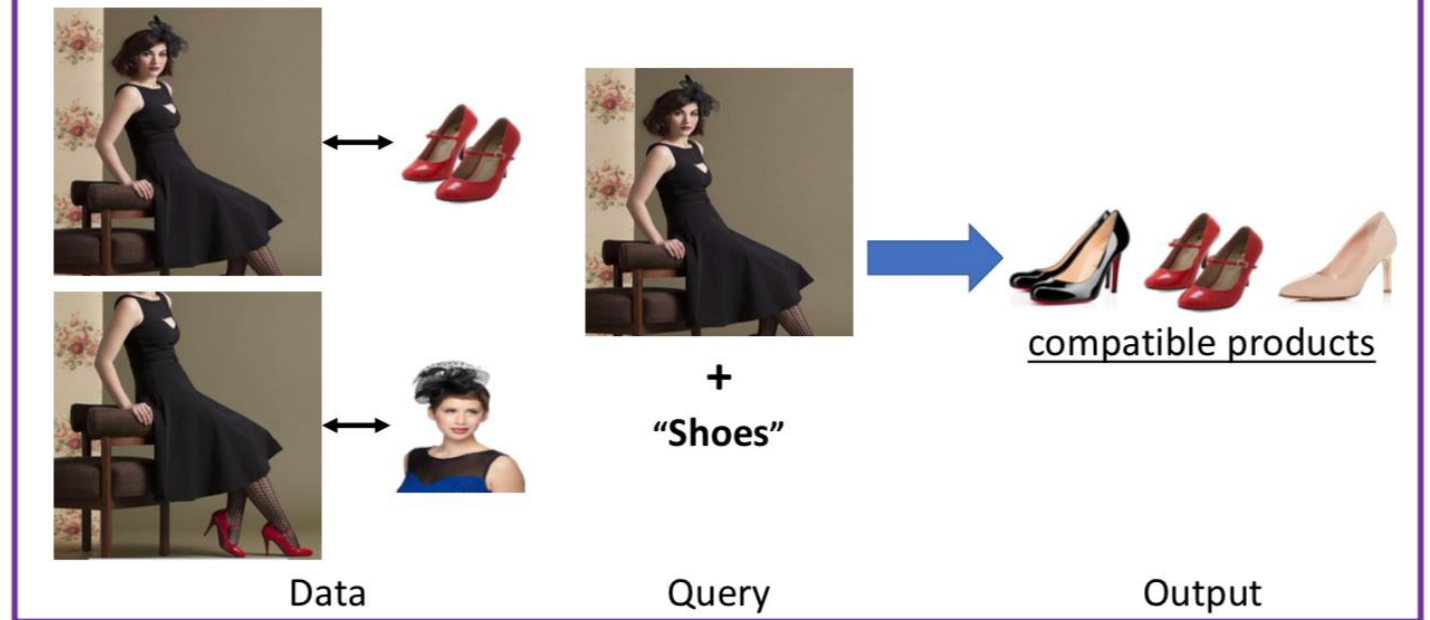 +
“Shoes”
compatible products
Data
Query
Output